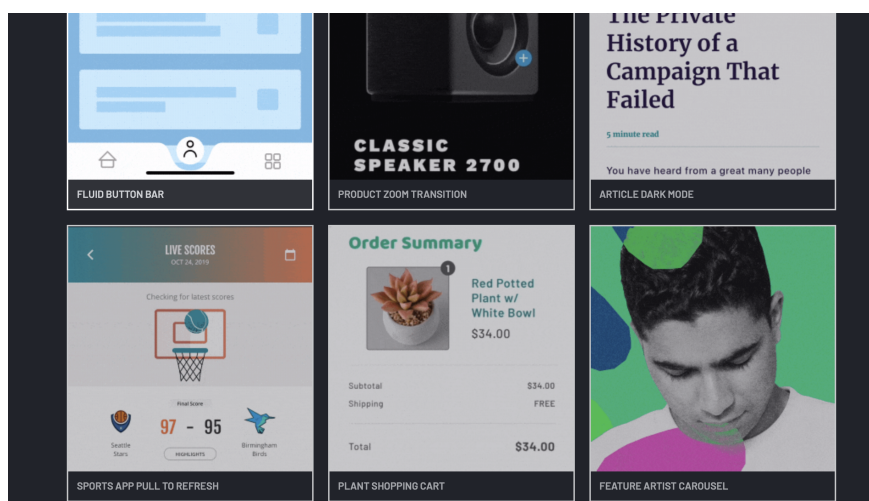 The Private
History of a
Campaign That
Failed
5 minute read
You have heard from a great many people
CLASSIC
SPEAKER 2700
FLUID BUTTON BAR
PRODUCT ZOOM TRANSITION
ARTICLE DARK MODE
LIVE SCORES
OCT 24, 2019
Checking for latest scores
Final Score
97 - 95
Seattle
Stars
HIGHLIGHTS
Birmingham
Birds
SPORTS APP PULL TO REFRESH
Order Summary
1
Red Potted
Plant w/
White Bowl
$34.00
Subtotal $34.00
Shipping FREE
Total $34.00
PLANT SHOPPING CART
FEATURE ARTIST CAROUSEL